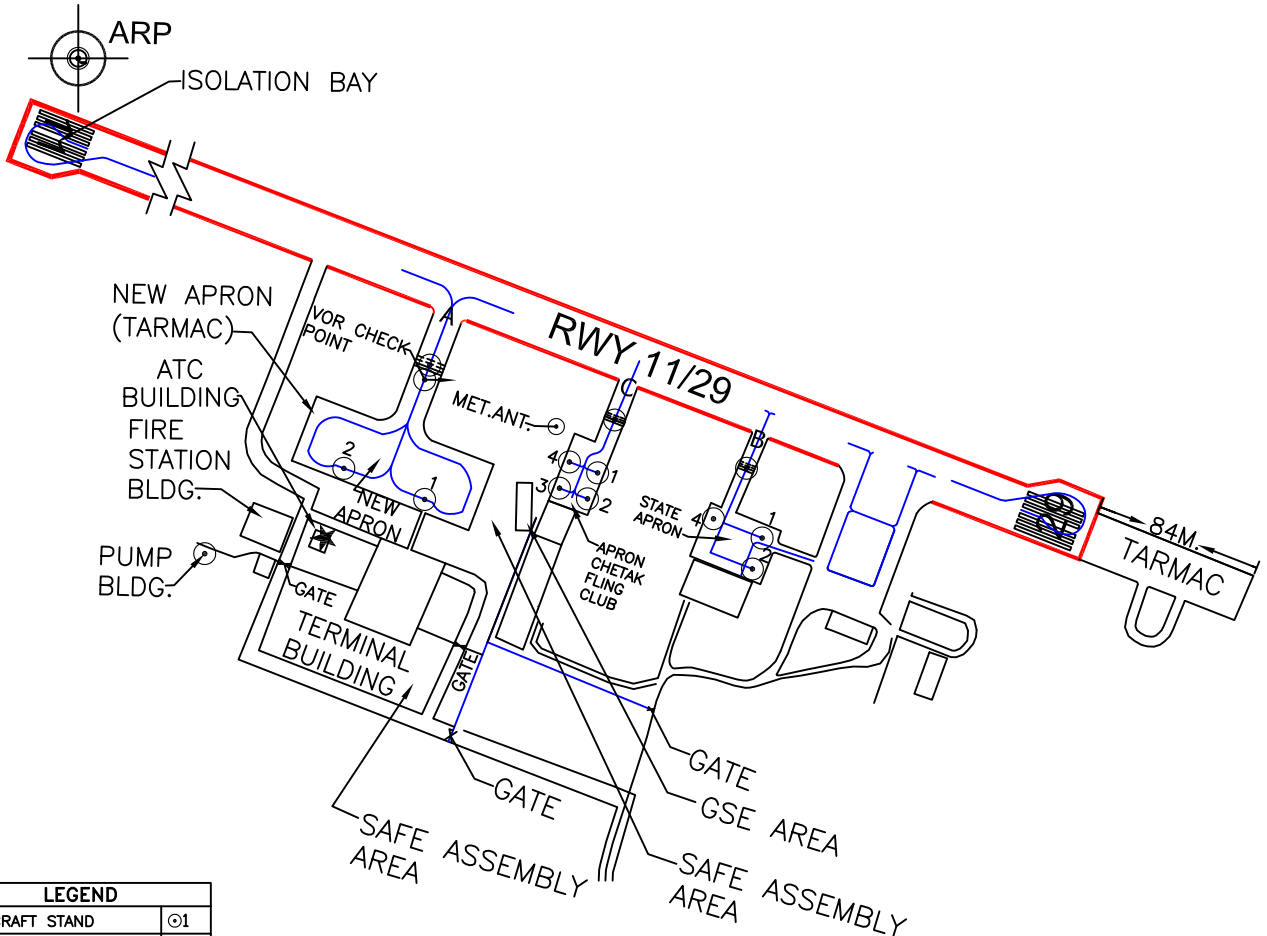 ARP
ISOLATION BAY
NEW APRON
(TARMAC)
VOR CHECK
POINT
A
RWY 11/29
ATC
BUILDING
MET.ANT.
C
B
FIRE
STATION
BLDG.
2
1
NEW
APRON
4
1
3
2
STATE
APRON
4
1
2
29
84M.
TARMAC
APRON
CHETAK
FLING
CLUB
PUMP
BLDG.
GATE
TERMINAL
BUILDING
GATE
GATE
GATE
GSE AREA
SAFE ASSEMBLY
AREA
SAFE ASSEMBLY
AREA
LEGEND
RAFT STAND
1